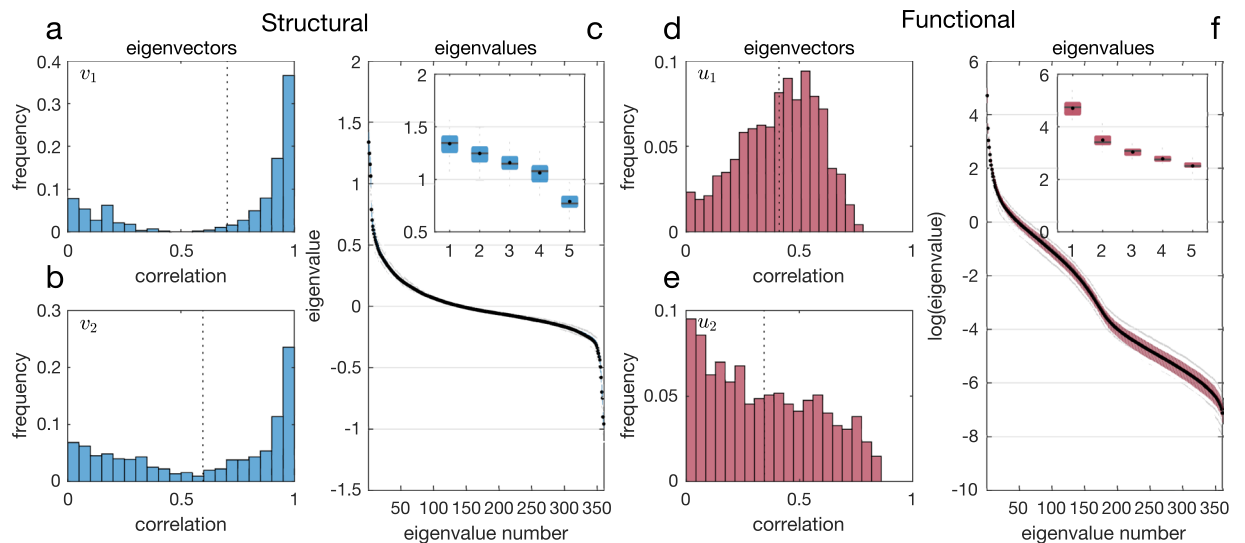 Structural
Functional
a
eigenvectors
v1
0.4
0.3
0.2
0.1
0
frequency
0
0.5
1
correlation
b
v2
0.3
0.2
0.1
0
frequency
0
0.5
1
correlation
c
eigenvalues
2
1.5
1
0.5
0
-0.5
-1
-1.5
eigenvalue
50 100 150 200 250 300 350
eigenvalue number
2
1.5
1
0.5
1 2 3 4 5
d
eigenvectors
u1
0.1
0.05
0
frequency
0
0.5
1
correlation
e
u2
0.1
0.05
0
frequency
0
0.5
1
correlation
f
eigenvalues
6
4
2
0
-2
-4
-6
-8
-10
log(eigenvalue)
50 100 150 200 250 300 350
eigenvalue number
6
4
2
0
1 2 3 4 5